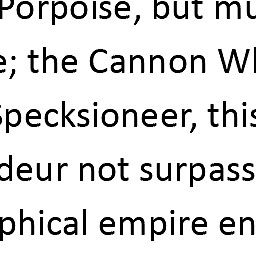 Porpoise, but mu
e; the Cannon Wh
Specksioneer, this
deur not surpass
phical empire en